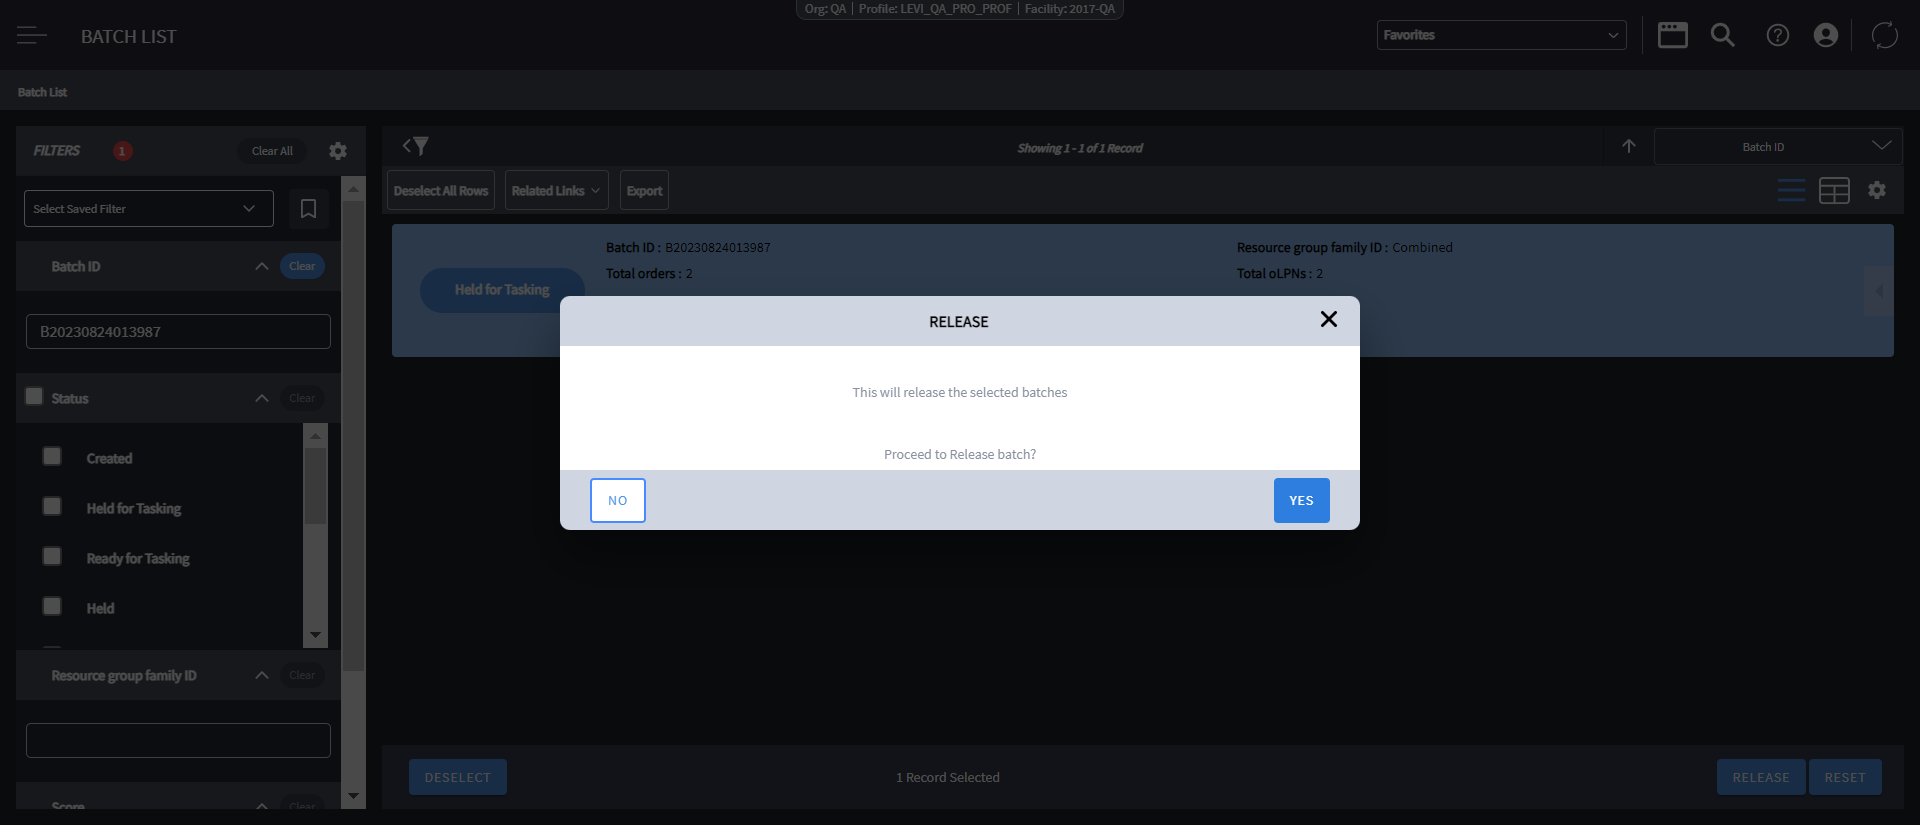 Org: QA | Profile: LEVI_QA_PRO_PROF | Facility: 2017-QA
BATCH LIST
Favorites
Batch List
FILTERS 1 Clear All
Select Saved Filter
Batch ID Clear
B20230824013987
Status Clear
Created
Held for Tasking
Ready for Tasking
Held
Resource group family ID Clear
Score Clear
Showing 1 - 1 of 1 Record
Batch ID
Deselect All Rows Related Links Export
Held for Tasking
Batch ID : B20230824013987
Total orders : 2
Resource group family ID : Combined
Total oLPNs : 2
RELEASE
This will release the selected batches
Proceed to Release batch?
NO YES
DESELECT 1 Record Selected RELEASE RESET